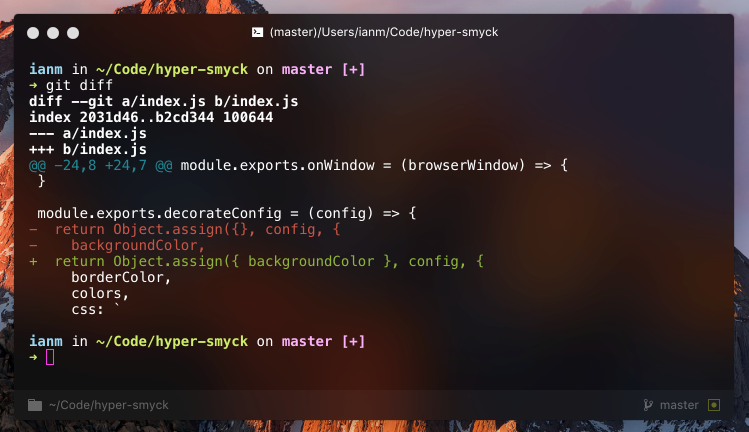 (master)/Users/ianm/Code/hyper-smyck
ianm in ~/Code/hyper-smyck on master [+]
➜ git diff
diff --git a/index.js b/index.js
index 2031d46..b2cd344 100644
--- a/index.js
+++ b/index.js
@@ -24,8 +24,7 @@ module.exports.onWindow = (browserWindow) => {
 }
 module.exports.decorateConfig = (config) => {
-  return Object.assign({}, config, {
-    backgroundColor,
+  return Object.assign({ backgroundColor }, config, {
     borderColor,
     colors,
     css: `
ianm in ~/Code/hyper-smyck on master [+]
➜
~/Code/hyper-smyck master